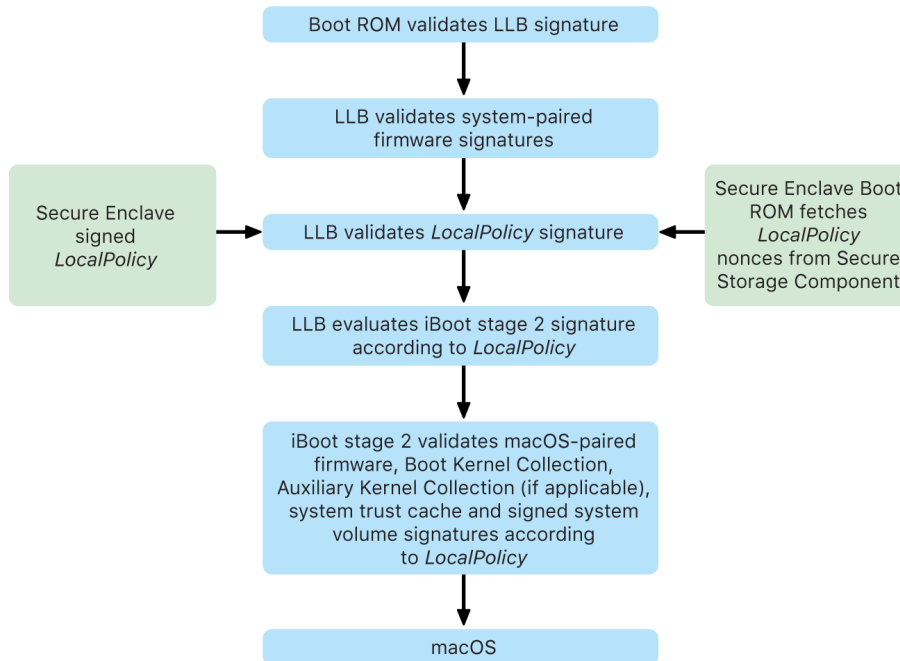 Boot ROM validates LLB signature
LLB validates system-paired
firmware signatures
Secure Enclave
signed
LocalPolicy
LLB validates LocalPolicy signature
Secure Enclave Boot
ROM fetches
LocalPolicy
nonces from Secure
Storage Component
LLB evaluates iBoot stage 2 signature
according to LocalPolicy
iBoot stage 2 validates macOS-paired
firmware, Boot Kernel Collection,
Auxiliary Kernel Collection (if applicable),
system trust cache and signed system
volume signatures according
to LocalPolicy
macOS